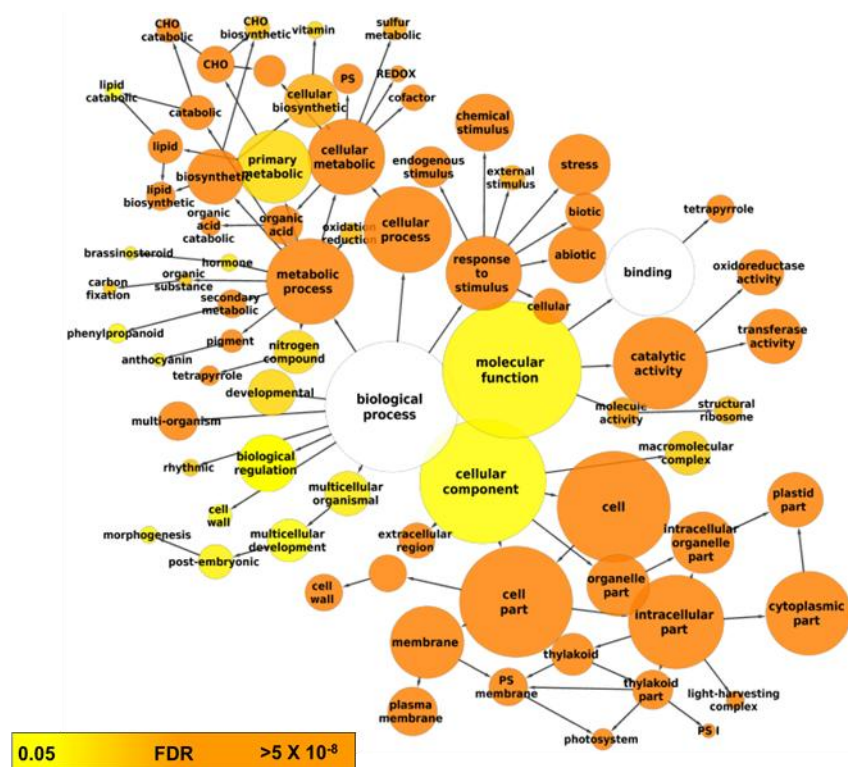 CHO
catabolic
CHO
biosynthetic
vitamin
sulfur
metabolic
CHO
PS
REDOX
cofactor
lipid
catabolic
catabolic
cellular
biosynthetic
chemical
stimulus
lipid
biosynthetic
primary
metabolic
cellular
metabolic
endogenous
stimulus
external
stimulus
stress
lipid
biosynthetic
organic
acid
catabolic
organic
acid
oxidation
reduction
cellular
process
biotic
tetrapyrrole
brassinosteroid
hormone
metabolic
process
response
to
stimulus
abiotic
binding
carbon
fixation
organic
substance
secondary
metabolic
cellular
oxidoreductase
activity
phenylpropanoid
pigment
nitrogen
compound
molecular
function
catalytic
activity
transferase
activity
anthocyanin
tetrapyrrole
developmental
biological
process
molecule
activity
structural
ribosome
multi-organism
rhythmic
biological
regulation
cellular
component
macromolecular
complex
cell
wall
multicellular
organismal
cell
plastid
part
morphogenesis
multicellular
development
extracellular
region
intracellular
organelle
part
post-embryonic
cell
wall
cell
part
organelle
part
intracellular
part
cytoplasmic
part
membrane
thylakoid
PS
membrane
thylakoid
part
light-harvesting
complex
plasma
membrane
photosystem
PS I
0.05 FDR >5 X 10⁻⁸